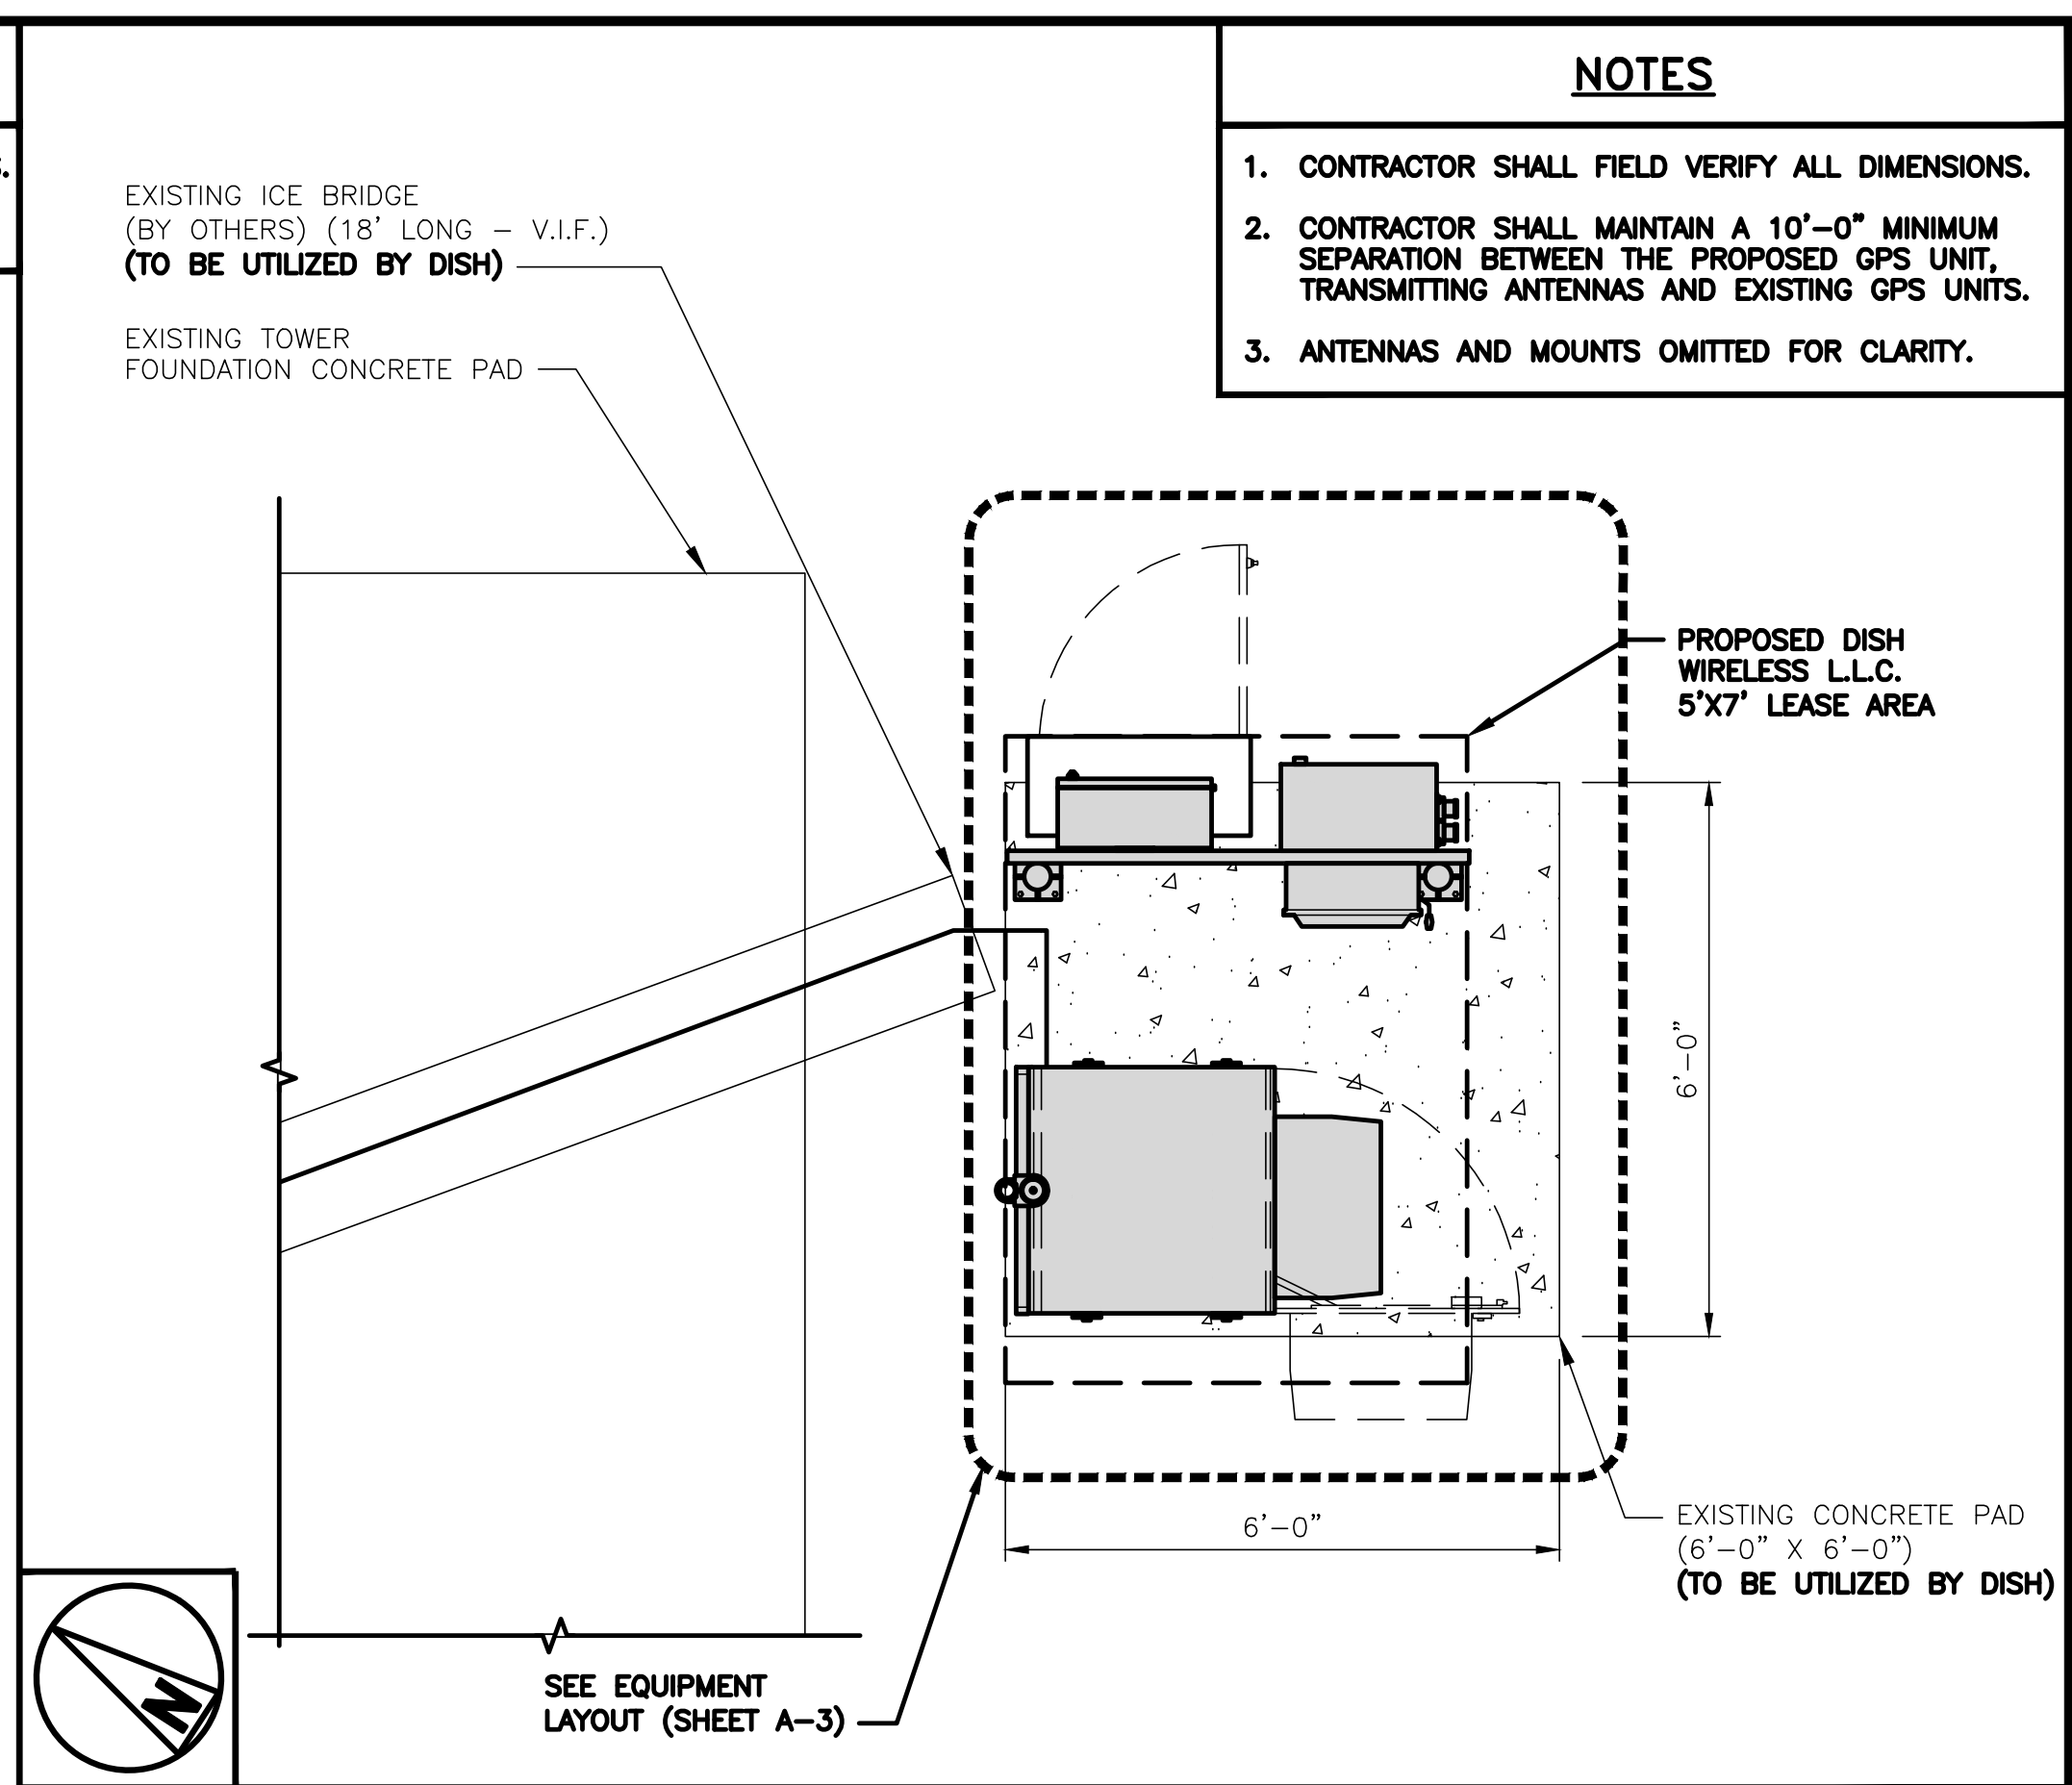 NOTES
1. CONTRACTOR SHALL FIELD VERIFY ALL DIMENSIONS.
2. CONTRACTOR SHALL MAINTAIN A 10'-0" MINIMUM
SEPARATION BETWEEN THE PROPOSED GPS UNIT,
TRANSMITTING ANTENNAS AND EXISTING GPS UNITS.
3. ANTENNAS AND MOUNTS OMITTED FOR CLARITY.
EXISTING ICE BRIDGE
(BY OTHERS) (18' LONG - V.I.F.)
(TO BE UTILIZED BY DISH)
EXISTING TOWER
FOUNDATION CONCRETE PAD
PROPOSED DISH
WIRELESS L.L.C.
5'X7' LEASE AREA
6'-0"
6'-0"
EXISTING CONCRETE PAD
(6'-0" X 6'-0")
(TO BE UTILIZED BY DISH)
SEE EQUIPMENT
LAYOUT (SHEET A-3)
N